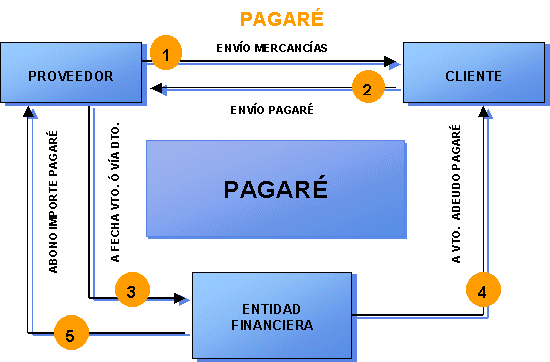 PAGARÉ
1
ENVÍO MERCANCÍAS
PROVEEDOR
CLIENTE
2
ENVÍO PAGARÉ
ABONO IMPORTE PAGARÉ
A FECHA VTO. Ó VÍA DTO.
PAGARÉ
A VTO. ADEUDO PAGARÉ
3
4
ENTIDAD
FINANCIERA
5